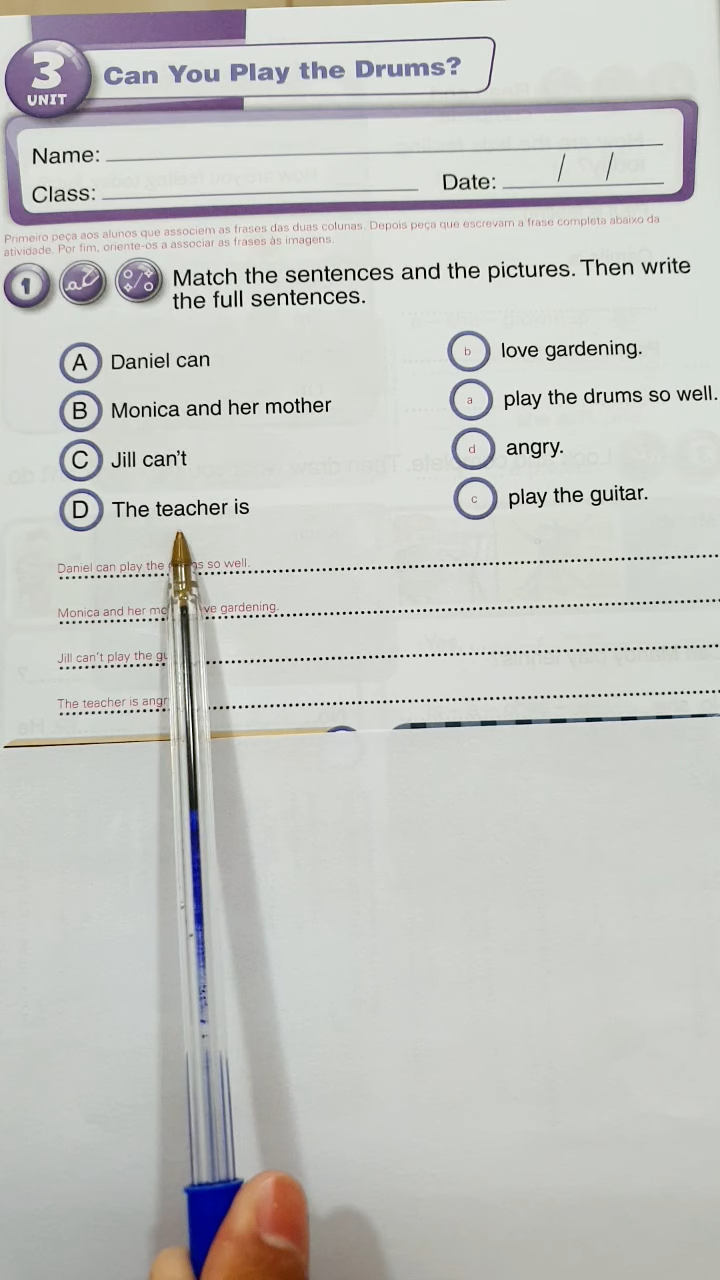 3
UNIT
Can You Play the Drums?
Name:
Class:
Date: / /
Primeiro peça aos alunos que associem as frases das duas colunas. Depois peça que escrevam a frase completa abaixo da
atividade. Por fim, oriente-os a associar as frases às imagens.
1 Match the sentences and the pictures. Then write
the full sentences.
A Daniel can
b love gardening.
B Monica and her mother
a play the drums so well.
C Jill can't
d angry.
D The teacher is
c play the guitar.
Daniel can play the so well.
Monica and her gardening.
Jill can't play the
The teacher is